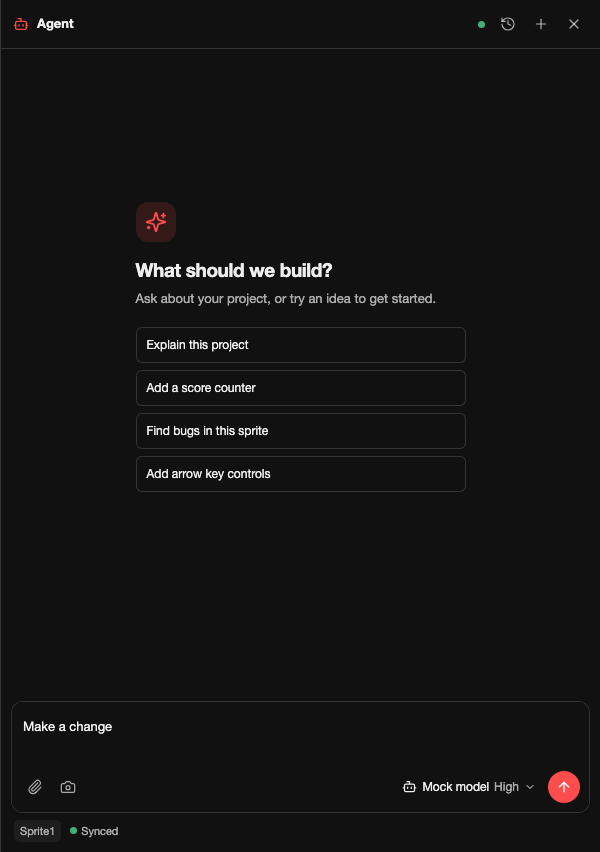 Agent
What should we build?
Ask about your project, or try an idea to get started.
Explain this project
Add a score counter
Find bugs in this sprite
Add arrow key controls
Make a change
Mock model High
Sprite1 Synced